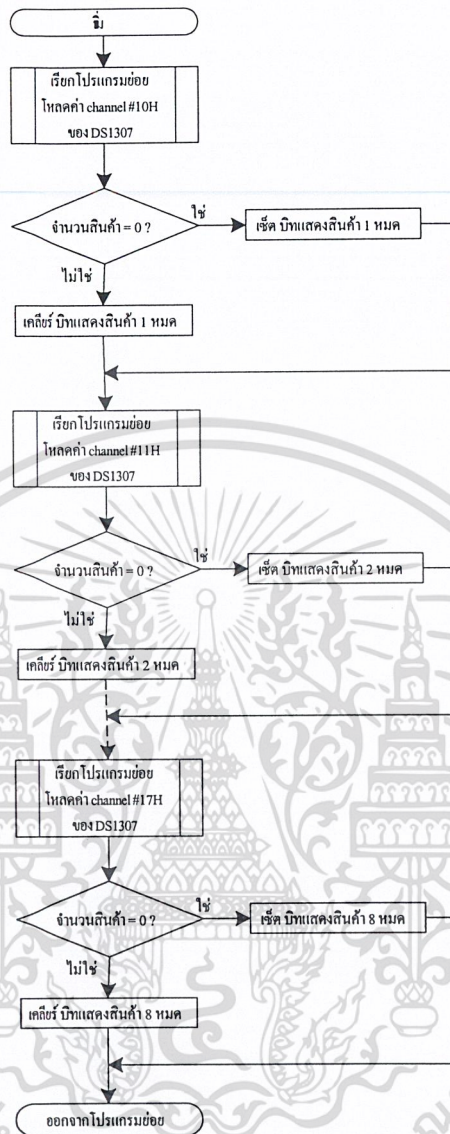 เริ่ม
เรียกโปรแกรมย่อย
โหลดค่า channel #10H
ของ DS1307
จำนวนสินค้า = 0 ?
ใช่
เซ็ต บิทแสดงสินค้า 1 หมด
ไม่ใช่
เคลียร์ บิทแสดงสินค้า 1 หมด
เรียกโปรแกรมย่อย
โหลดค่า channel #11H
ของ DS1307
จำนวนสินค้า = 0 ?
ใช่
เซ็ต บิทแสดงสินค้า 2 หมด
ไม่ใช่
เคลียร์ บิทแสดงสินค้า 2 หมด
เรียกโปรแกรมย่อย
โหลดค่า channel #17H
ของ DS1307
จำนวนสินค้า = 0 ?
ใช่
เซ็ต บิทแสดงสินค้า 8 หมด
ไม่ใช่
เคลียร์ บิทแสดงสินค้า 8 หมด
ออกจากโปรแกรมย่อย